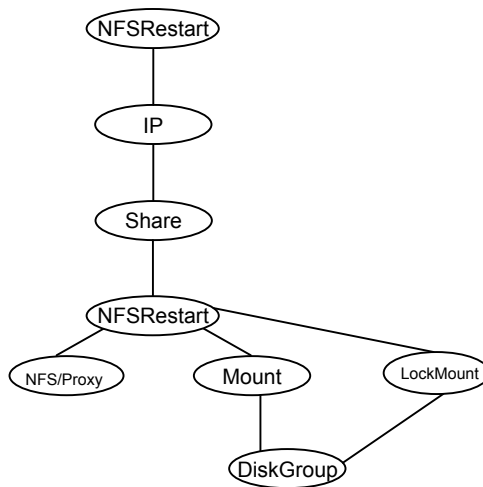 NFSRestart
IP
Share
NFSRestart
NFS/Proxy
Mount
LockMount
DiskGroup